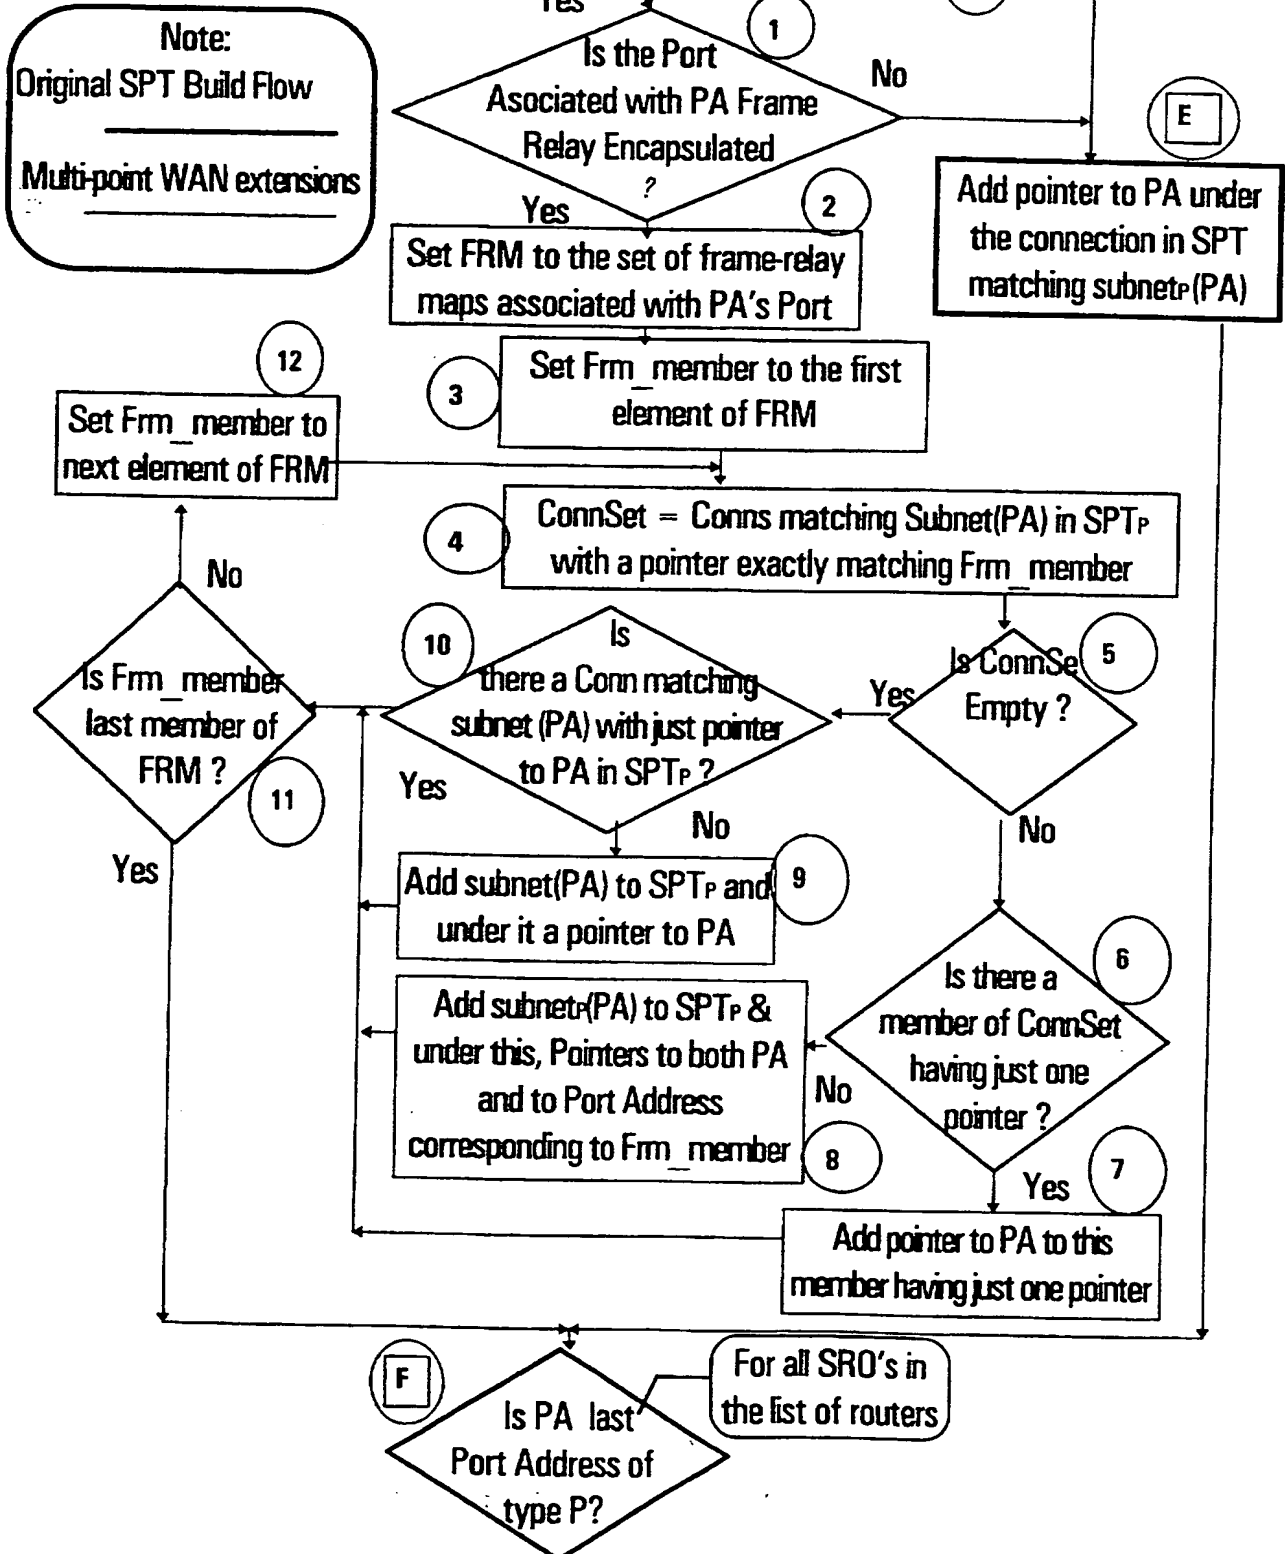 Yes
Note:
Original SPT Build Flow
Multi-point WAN extensions
1
Is the Port
Asociated with PA Frame
Relay Encapsulated
?
No
Yes
E
Add pointer to PA under
the connection in SPT
matching subnetP(PA)
2
Set FRM to the set of frame-relay
maps associated with PA's Port
3
Set Frm_member to the first
element of FRM
12
Set Frm_member to
next element of FRM
4
ConnSet = Conns matching Subnet(PA) in SPTP
with a pointer exactly matching Frm_member
No
Is Frm_member
last member of
FRM ?
11
Yes
10
Is
there a Conn matching
subnet (PA) with just pointer
to PA in SPTP ?
Yes
No
Yes
Is ConnSe
Empty ?
5
No
Add subnet(PA) to SPTP and
under it a pointer to PA
9
Add subnetP(PA) to SPTP &
under this, Pointers to both PA
and to Port Address
corresponding to Frm_member
8
No
6
Is there a
member of ConnSet
having just one
pointer ?
Yes
7
Add pointer to PA to this
member having just one pointer
F
Is PA last
Port Address of
type P?
For all SRO's in
the list of routers